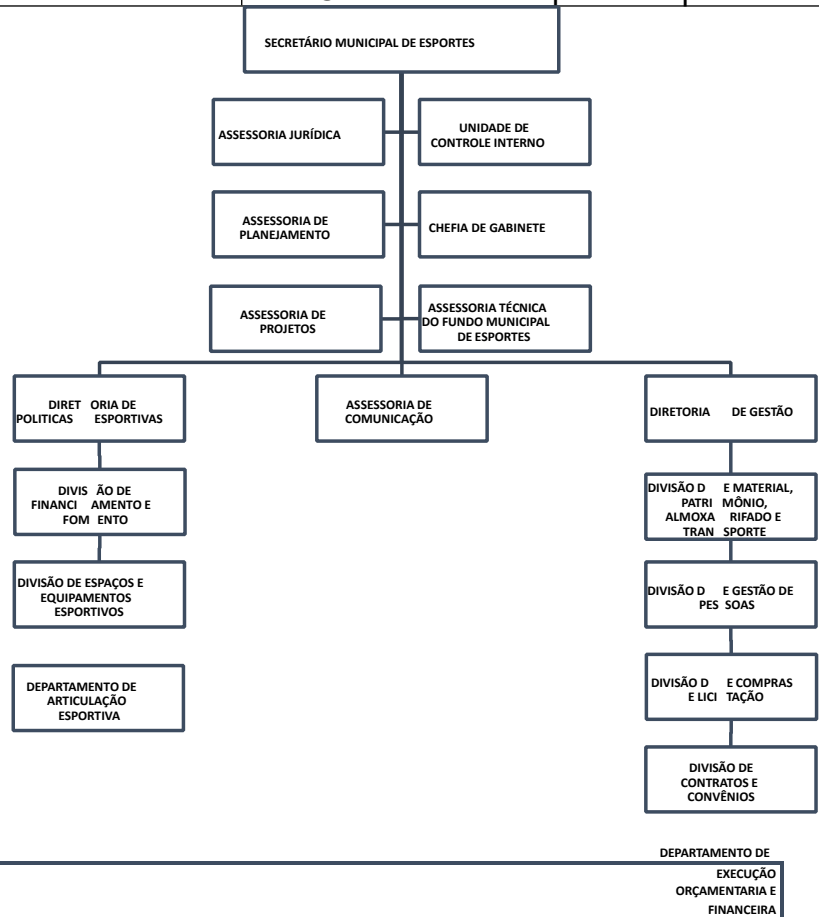 SECRETÁRIO MUNICIPAL DE ESPORTES
ASSESSORIA JURÍDICA
UNIDADE DE
CONTROLE INTERNO
ASSESSORIA DE
PLANEJAMENTO
CHEFIA DE GABINETE
ASSESSORIA DE
PROJETOS
ASSESSORIA TÉCNICA
DO FUNDO MUNICIPAL
DE ESPORTES
DIRET ORIA DE
POLITICAS ESPORTIVAS
ASSESSORIA DE
COMUNICAÇÃO
DIRETORIA DE GESTÃO
DIVIS ÃO DE
FINANCI AMENTO E
FOM ENTO
DIVISÃO D E MATERIAL,
PATRI MÔNIO,
ALMOXA RIFADO E
TRAN SPORTE
DIVISÃO DE ESPAÇOS E
EQUIPAMENTOS
ESPORTIVOS
DIVISÃO D E GESTÃO DE
PES SOAS
DEPARTAMENTO DE
ARTICULAÇÃO
ESPORTIVA
DIVISÃO D E COMPRAS
E LICI TAÇÃO
DIVISÃO DE
CONTRATOS E
CONVÊNIOS
DEPARTAMENTO DE
EXECUÇÃO
ORÇAMENTARIA E
FINANCEIRA